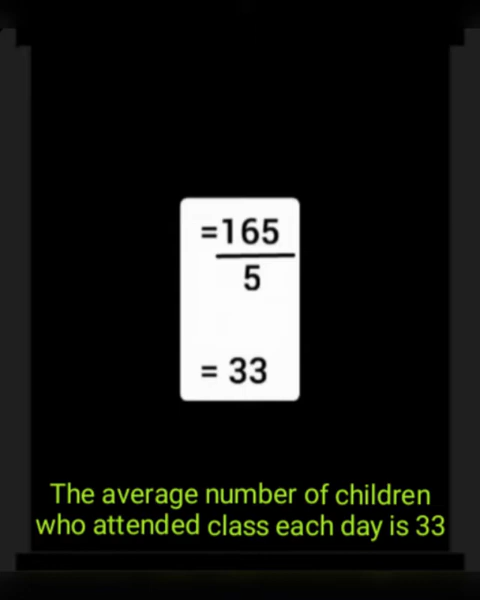 =165
5
= 33
The average number of children
who attended class each day is 33